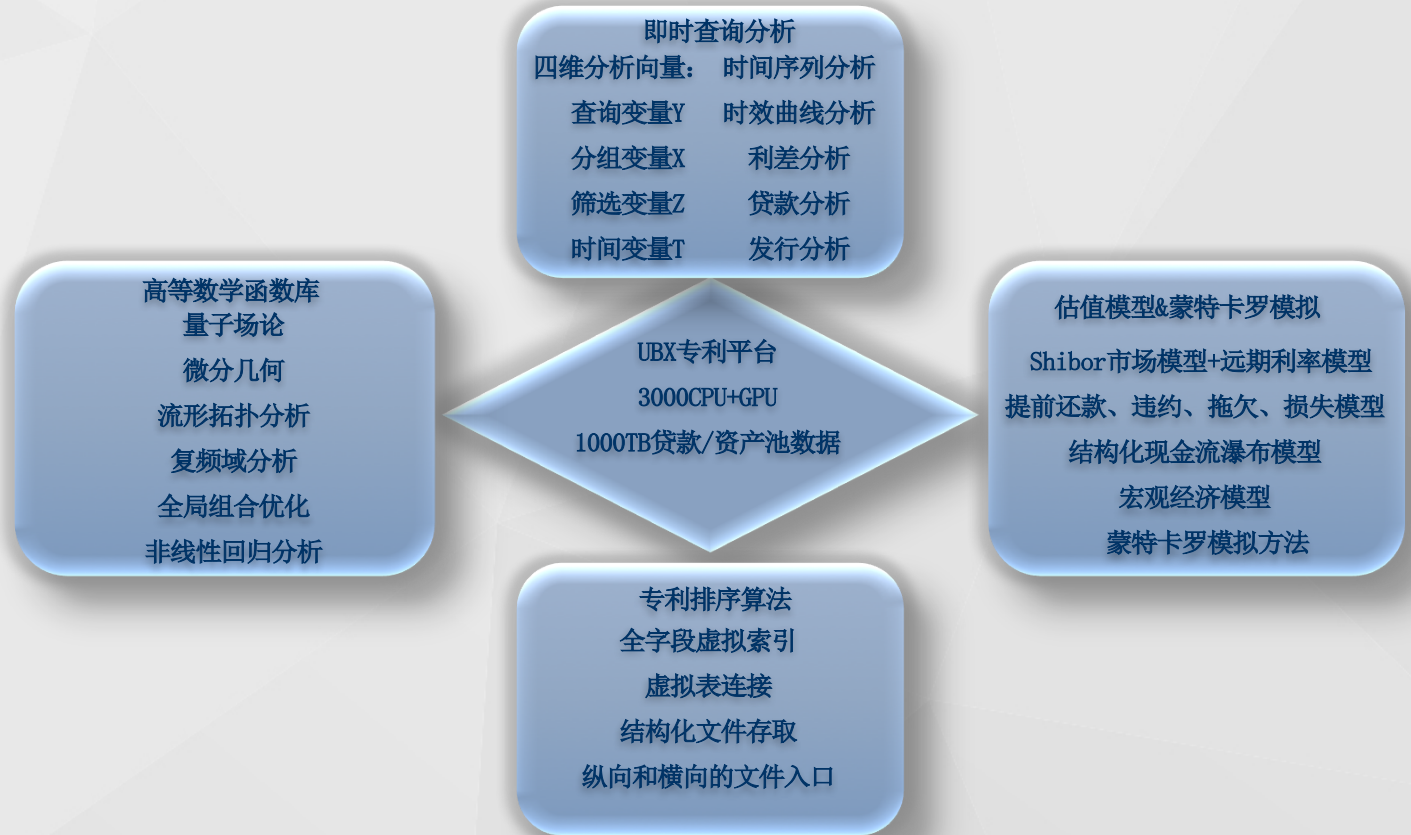 即时查询分析
四维分析向量： 时间序列分析
查询变量Y 时效曲线分析
分组变量X 利差分析
筛选变量Z 贷款分析
时间变量T 发行分析
高等数学函数库
量子场论
微分几何
流形拓扑分析
复频域分析
全局组合优化
非线性回归分析
UBX专利平台
3000CPU+GPU
1000TB贷款/资产池数据
估值模型&蒙特卡罗模拟
Shibor市场模型+远期利率模型
提前还款、违约、拖欠、损失模型
结构化现金流瀑布模型
宏观经济模型
蒙特卡罗模拟方法
专利排序算法
全字段虚拟索引
虚拟表连接
结构化文件存取
纵向和横向的文件入口